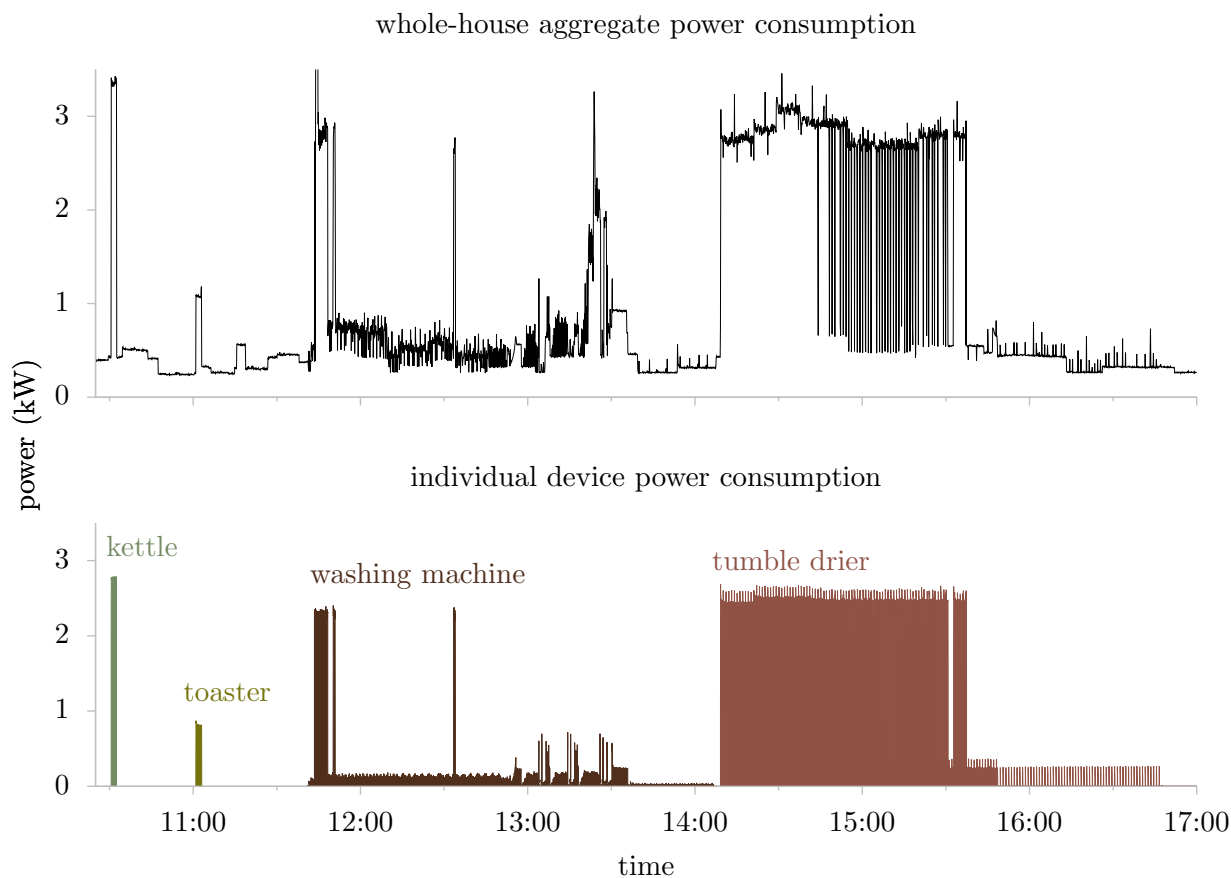 whole-house aggregate power consumption
3
2
1
0
power (kW)
individual device power consumption
3
2
1
0
kettle
toaster
washing machine
tumble drier
11:00 12:00 13:00 14:00 15:00 16:00 17:00
time